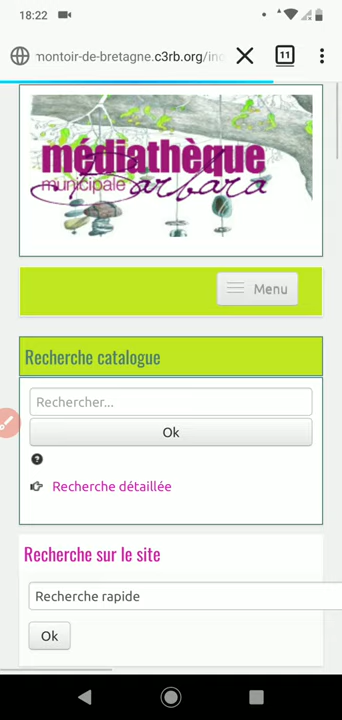 18:22
montoir-de-bretagne.c3rb.org/inc
11
médiathèque
municipale Barbara
Menu
Recherche catalogue
Rechercher...
Ok
Recherche détaillée
Recherche sur le site
Recherche rapide
Ok